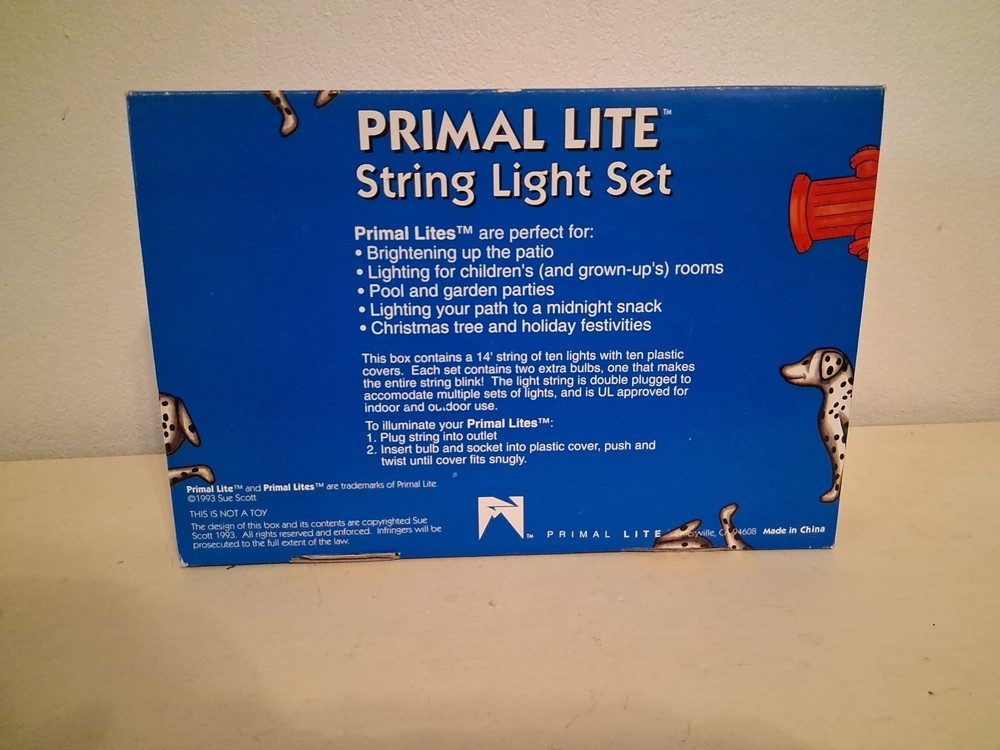 PRIMAL LITE™
String Light Set
Primal Lites™ are perfect for:
• Brightening up the patio
• Lighting for children's (and grown-up's) rooms
• Pool and garden parties
• Lighting your path to a midnight snack
• Christmas tree and holiday festivities
This box contains a 14' string of ten lights with ten plastic
covers. Each set contains two extra bulbs, one that makes
the entire string blink! The light string is double plugged to
accomodate multiple sets of lights, and is UL approved for
indoor and outdoor use.
To illuminate your Primal Lites™:
1. Plug string into outlet
2. Insert bulb and socket into plastic cover, push and
twist until cover fits snugly.
Primal Lite™ and Primal Lites™ are trademarks of Primal Lite.
©1993 Sue Scott
THIS IS NOT A TOY
The design of this box and its contents are copyrighted Sue
Scott 1993. All rights reserved and enforced. Infringers will be
prosecuted to the full extent of the law.
™ PRIMAL LITE 94608 Made in China